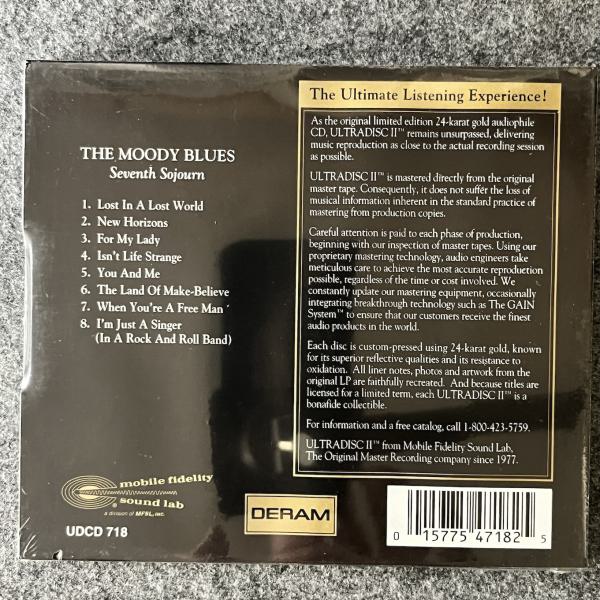 THE MOODY BLUES
Seventh Sojourn
1. Lost In A Lost World
2. New Horizons
3. For My Lady
4. Isn't Life Strange
5. You And Me
6. The Land Of Make-Believe
7. When You're A Free Man
8. I'm Just A Singer
(In A Rock And Roll Band)
The Ultimate Listening Experience!
As the original limited edition 24-karat gold audiophile
CD, ULTRADISC II™ remains unsurpassed, delivering
music reproduction as close to the actual recording session
as possible.
ULTRADISC II™ is mastered directly from the original
master tape. Consequently, it does not suffer the loss of
musical information inherent in the standard practice of
mastering from production copies.
Careful attention is paid to each phase of production,
beginning with our inspection of master tapes. Using our
proprietary mastering technology, audio engineers take
meticulous care to achieve the most accurate reproduction
possible, regardless of the time or cost involved. We
constantly update our mastering equipment, occasionally
integrating breakthrough technology such as The GAIN
System™ to ensure that our customers receive the finest
audio products in the world.
Each disc is custom-pressed using 24-karat gold, known
for its superior reflective qualities and its resistance to
oxidation. All liner notes, photos and artwork from the
original LP are faithfully recreated. And because titles are
licensed for a limited term, each ULTRADISC II™ is a
bonafide collectible.
For information and a free catalog, call 1-800-423-5759.
ULTRADISC II™ from Mobile Fidelity Sound Lab,
The Original Master Recording company since 1977.
mobile fidelity
sound lab
a division of MFSL, Inc.
UDCD 718
DERAM
0 15775 47182 5